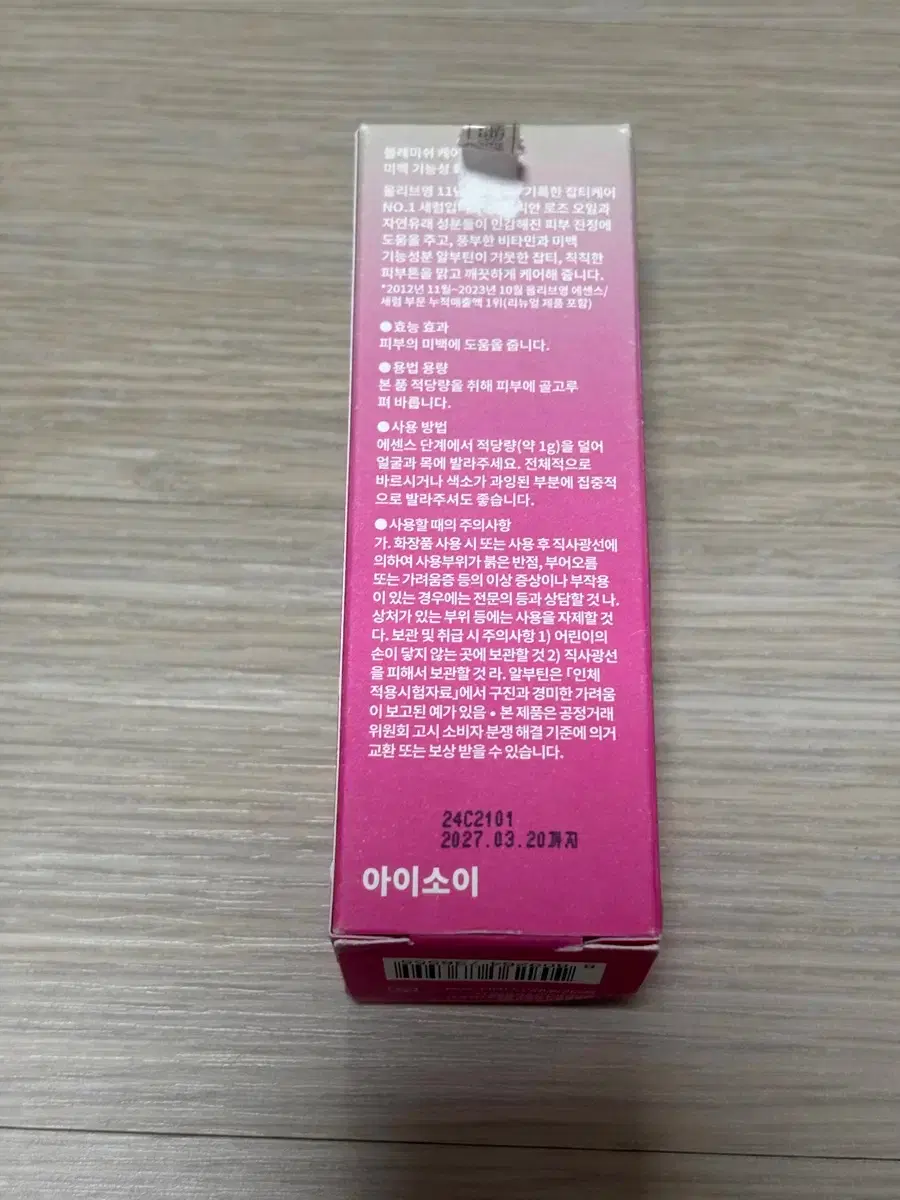 블레미쉬 케어
미백 기능성
올리브영 11년 기록한 잡티케어
NO.1 세럼입 로즈 오일과
자연유래 성분들이 민감해진 피부 진정에
도움을 주고, 풍부한 비타민과 미백
기능성분 알부틴이 거뭇한 잡티, 칙칙한
피부톤을 맑고 깨끗하게 케어해 줍니다.
*2012년 11월~2023년 10월 올리브영 에센스/
세럼 부문 누적매출액 1위(리뉴얼 제품 포함)
●효능 효과
피부의 미백에 도움을 줍니다.
●용법 용량
본 품 적당량을 취해 피부에 골고루
펴 바릅니다.
●사용 방법
에센스 단계에서 적당량(약 1g)을 덜어
얼굴과 목에 발라주세요. 전체적으로
바르시거나 색소가 과잉된 부분에 집중적
으로 발라주셔도 좋습니다.
●사용할 때의 주의사항
가. 화장품 사용 시 또는 사용 후 직사광선에
의하여 사용부위가 붉은 반점, 부어오름
또는 가려움증 등의 이상 증상이나 부작용
이 있는 경우에는 전문의 등과 상담할 것 나.
상처가 있는 부위 등에는 사용을 자제할 것
다. 보관 및 취급 시 주의사항 1) 어린이의
손이 닿지 않는 곳에 보관할 것 2) 직사광선
을 피해서 보관할 것 라. 알부틴은 「인체
적용시험자료」에서 구진과 경미한 가려움
이 보고된 예가 있음 • 본 제품은 공정거래
위원회 고시 소비자 분쟁 해결 기준에 의거
교환 또는 보상 받을 수 있습니다.
24C2101
2027.03.20까지
아이소이